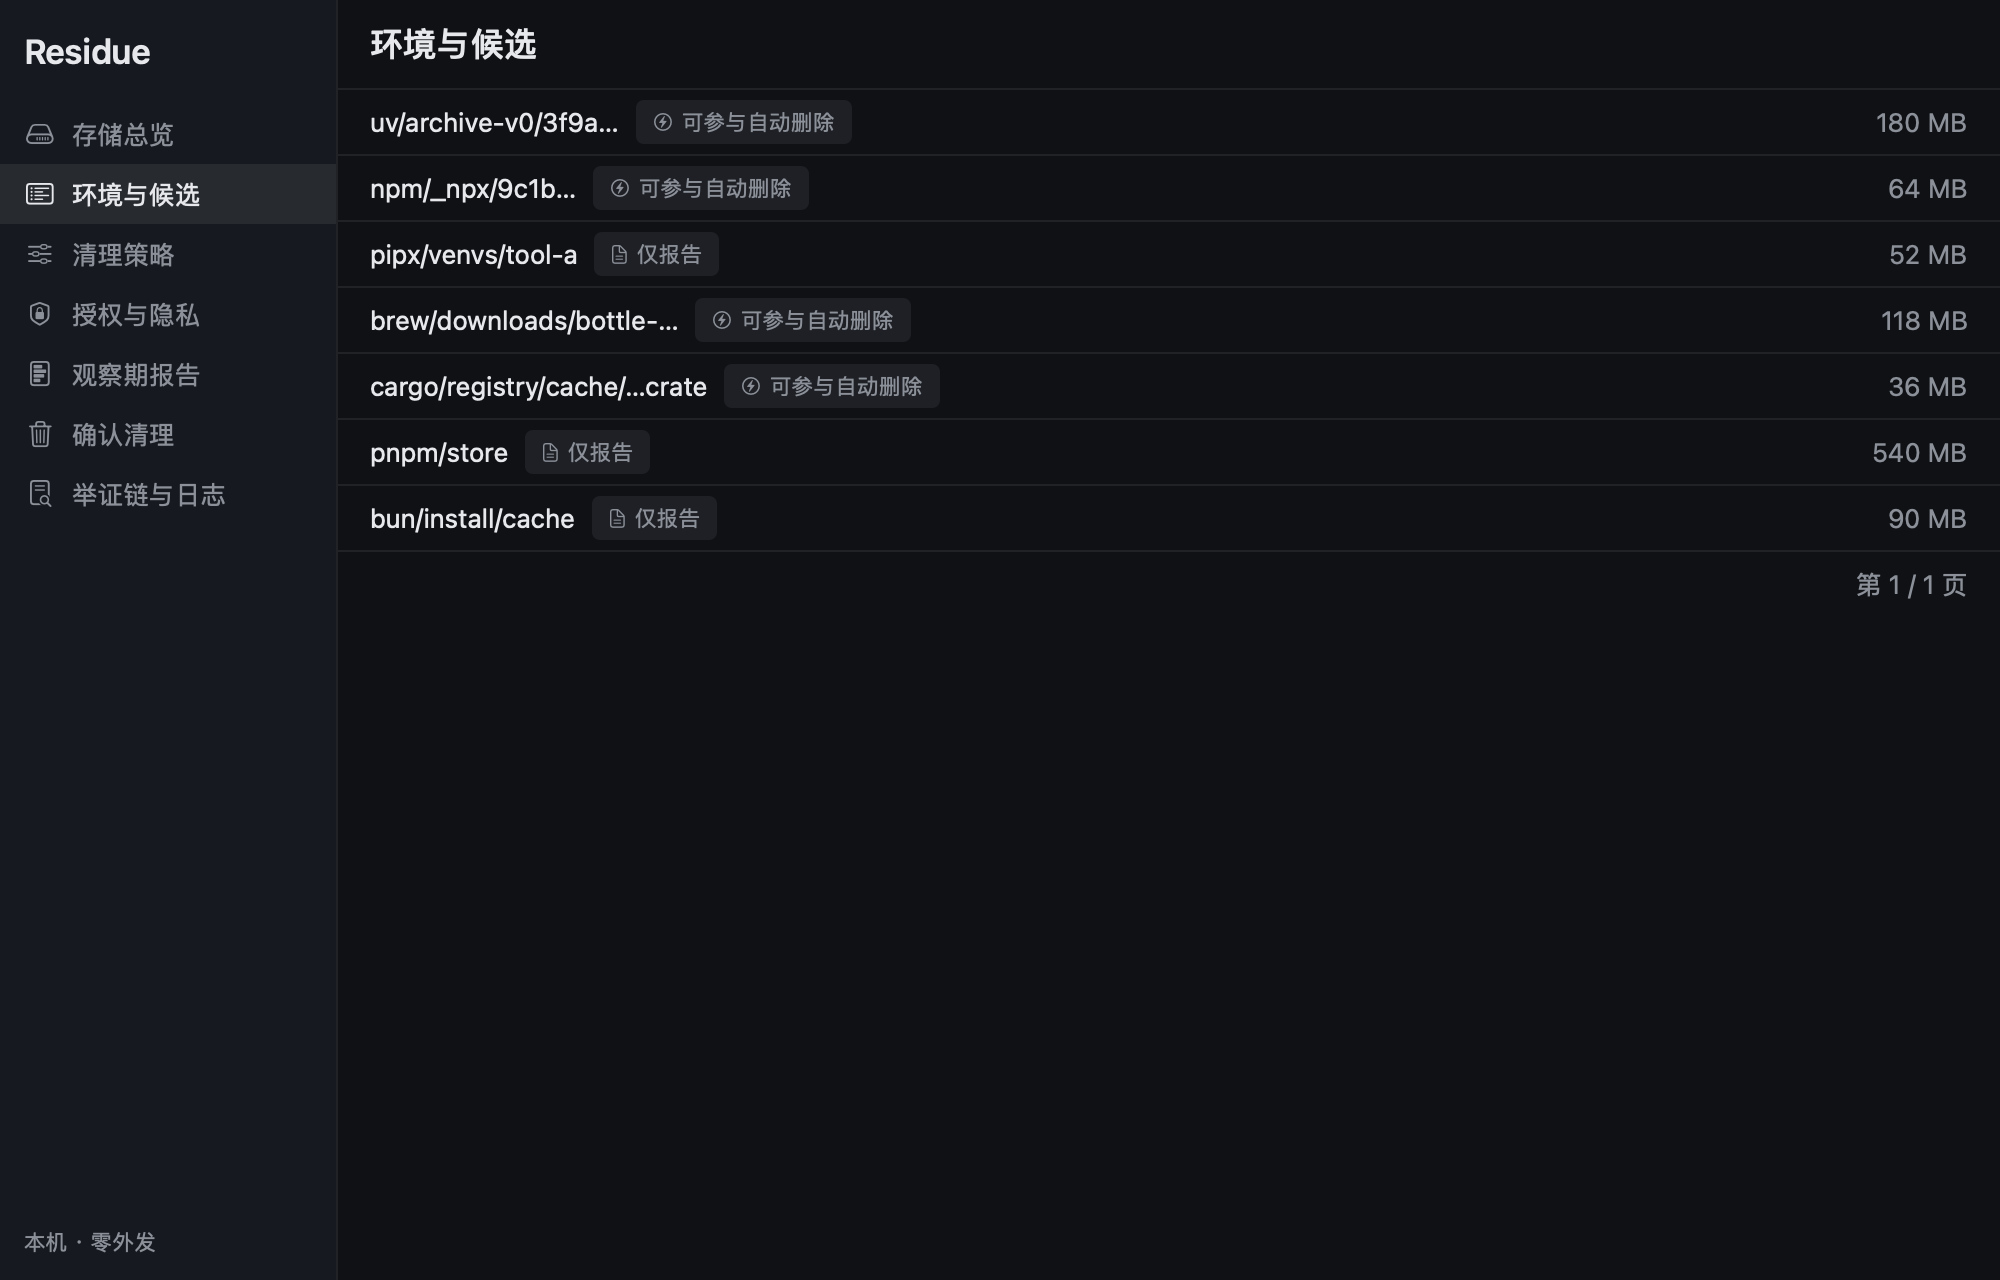 Residue
存储总览
环境与候选
清理策略
授权与隐私
观察期报告
确认清理
举证链与日志
本机 · 零外发
环境与候选
uv/archive-v0/3f9a... 可参与自动删除 180 MB
npm/_npx/9c1b... 可参与自动删除 64 MB
pipx/venvs/tool-a 仅报告 52 MB
brew/downloads/bottle-... 可参与自动删除 118 MB
cargo/registry/cache/...crate 可参与自动删除 36 MB
pnpm/store 仅报告 540 MB
bun/install/cache 仅报告 90 MB
第 1 / 1 页